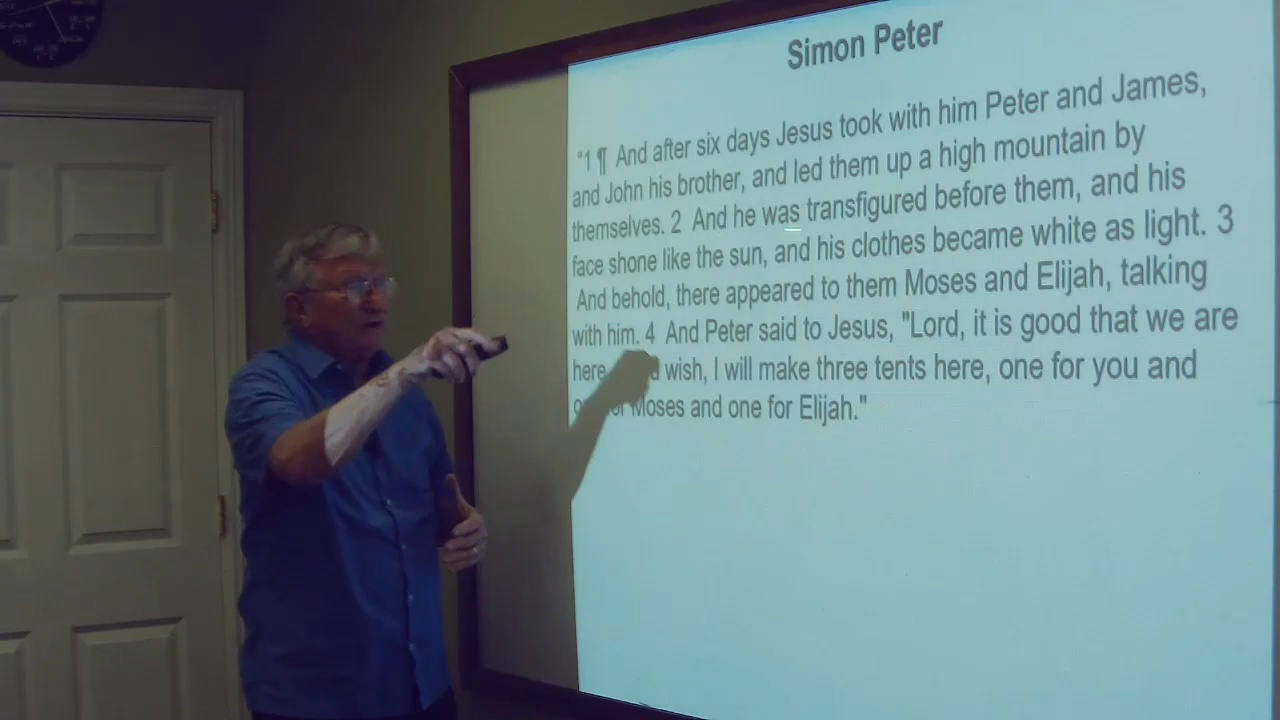 Simon Peter
"1 ¶ And after six days Jesus took with him Peter and James,
and John his brother, and led them up a high mountain by
themselves. 2 And he was transfigured before them, and his
face shone like the sun, and his clothes became white as light. 3
And behold, there appeared to them Moses and Elijah, talking
with him. 4 And Peter said to Jesus, "Lord, it is good that we are
here wish, I will make three tents here, one for you and
Moses and one for Elijah."